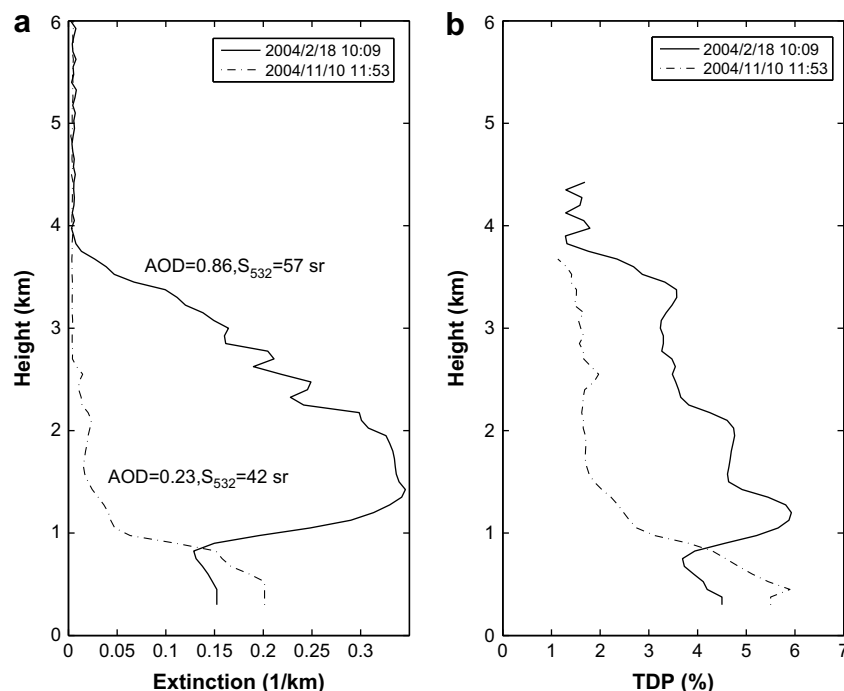 a
2004/2/18 10:09
2004/11/10 11:53
6
5
4
3
2
1
0
Height (km)
AOD=0.86,S532=57 sr
AOD=0.23,S532=42 sr
0 0.05 0.1 0.15 0.2 0.25 0.3
Extinction (1/km)
b
2004/2/18 10:09
2004/11/10 11:53
6
5
4
3
2
1
0
Height (km)
0 1 2 3 4 5 6 7
TDP (%)